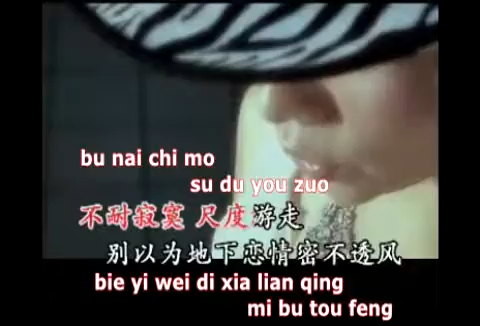 bu nai chi mo
su du you zuo
不耐寂寞 尺度游走
别以为地下恋情密不透风
bie yi wei di xia lian qing
mi bu tou feng